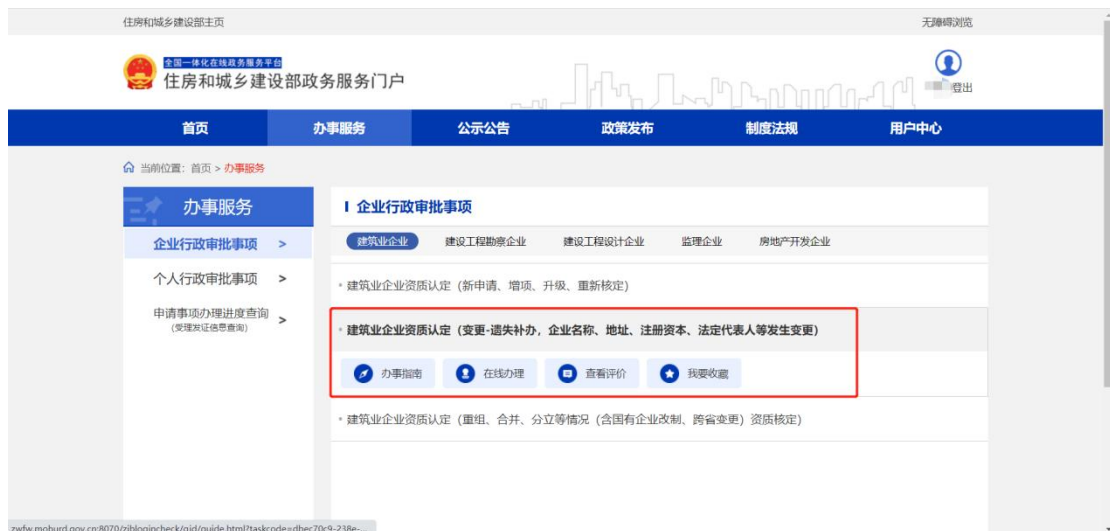 住房和城乡建设部主页 无障碍浏览
全国一体化在线政务服务平台
住房和城乡建设部政务服务门户
登出
首页 办事服务 公示公告 政策发布 制度法规 用户中心
当前位置：首页 > 办事服务
办事服务
企业行政审批事项 >
个人行政审批事项 >
申请事项办理进度查询 >
(受理发证信息查询)
企业行政审批事项
建筑业企业 建设工程勘察企业 建设工程设计企业 监理企业 房地产开发企业
建筑业企业资质认定（新申请、增项、升级、重新核定）
建筑业企业资质认定（变更-遗失补办，企业名称、地址、注册资本、法定代表人等发生变更）
办事指南 在线办理 查看评价 我要收藏
建筑业企业资质认定（重组、合并、分立等情况（含国有企业改制、跨省变更）资质核定）